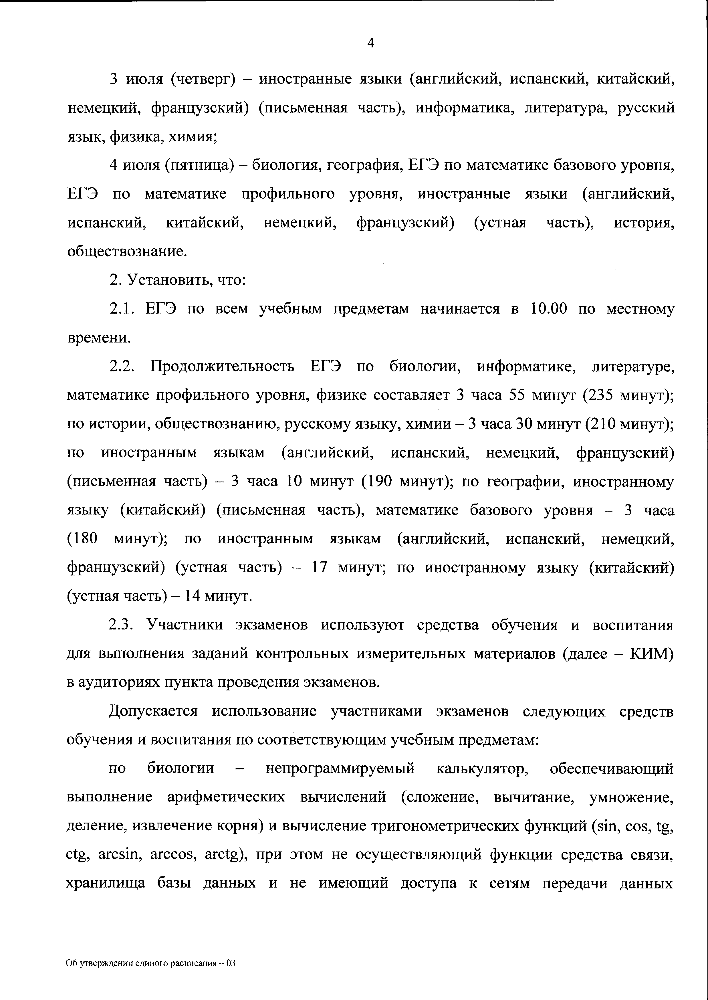 4
3 июля (четверг) – иностранные языки (английский, испанский, китайский,
немецкий, французский) (письменная часть), информатика, литература, русский
язык, физика, химия;
4 июля (пятница) – биология, география, ЕГЭ по математике базового уровня,
ЕГЭ по математике профильного уровня, иностранные языки (английский,
испанский, китайский, немецкий, французский) (устная часть), история,
обществознание.
2. Установить, что:
2.1. ЕГЭ по всем учебным предметам начинается в 10.00 по местному
времени.
2.2. Продолжительность ЕГЭ по биологии, информатике, литературе,
математике профильного уровня, физике составляет 3 часа 55 минут (235 минут);
по истории, обществознанию, русскому языку, химии – 3 часа 30 минут (210 минут);
по иностранным языкам (английский, испанский, немецкий, французский)
(письменная часть) – 3 часа 10 минут (190 минут); по географии, иностранному
языку (китайский) (письменная часть), математике базового уровня – 3 часа
(180 минут); по иностранным языкам (английский, испанский, немецкий,
французский) (устная часть) – 17 минут; по иностранному языку (китайский)
(устная часть) – 14 минут.
2.3. Участники экзаменов используют средства обучения и воспитания
для выполнения заданий контрольных измерительных материалов (далее – КИМ)
в аудиториях пункта проведения экзаменов.
Допускается использование участниками экзаменов следующих средств
обучения и воспитания по соответствующим учебным предметам:
по биологии – непрограммируемый калькулятор, обеспечивающий
выполнение арифметических вычислений (сложение, вычитание, умножение,
деление, извлечение корня) и вычисление тригонометрических функций (sin, cos, tg,
ctg, arcsin, arccos, arctg), при этом не осуществляющий функции средства связи,
хранилища базы данных и не имеющий доступа к сетям передачи данных
Об утверждении единого расписания – 03